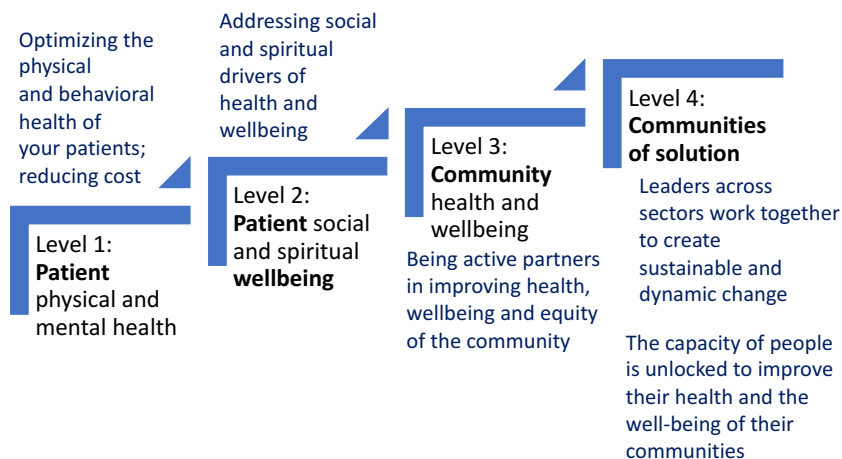 Optimizing the
physical
and behavioral
health of
your patients;
reducing cost
Level 1:
Patient
physical and
mental health
Addressing social
and spiritual
drivers of
health and
wellbeing
Level 2:
Patient social
and spiritual
wellbeing
Level 3:
Community
health and
wellbeing
Being active partners
in improving health,
wellbeing and equity
of the community
Level 4:
Communities
of solution
Leaders across
sectors work together
to create
sustainable and
dynamic change
The capacity of people
is unlocked to improve
their health and the
well-being of their
communities